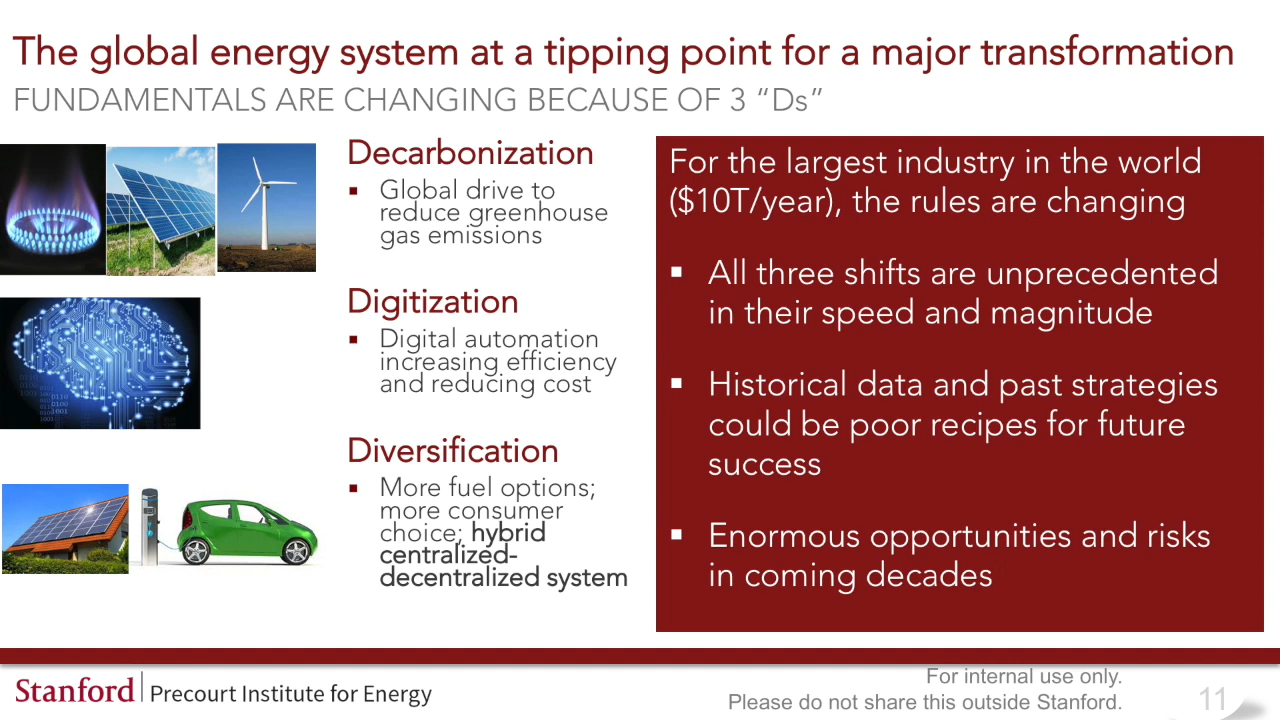 The global energy system at a tipping point for a major transformation
FUNDAMENTALS ARE CHANGING BECAUSE OF 3 “Ds”
Decarbonization
▪ Global drive to
reduce greenhouse
gas emissions
Digitization
▪ Digital automation
increasing efficiency
and reducing cost
Diversification
▪ More fuel options;
more consumer
choice; hybrid
centralized-
decentralized system
For the largest industry in the world
($10T/year), the rules are changing
▪ All three shifts are unprecedented
in their speed and magnitude
▪ Historical data and past strategies
could be poor recipes for future
success
▪ Enormous opportunities and risks
in coming decades
Stanford | Precourt Institute for Energy
For internal use only.
Please do not share this outside Stanford.
11